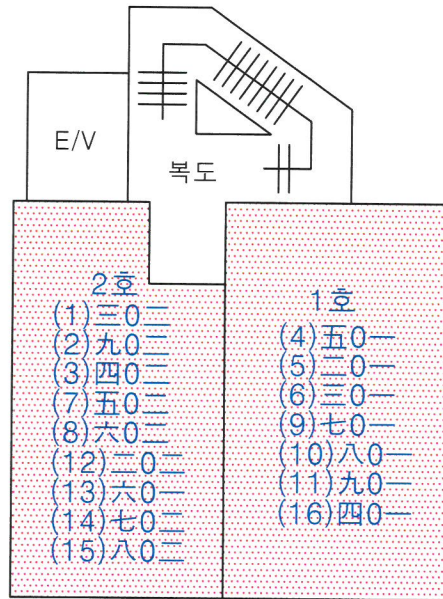 E/V
복도
2호
(1)三0二
(2)九0二
(3)四0二
(7)五0二
(8)六0二
(12)二0二
(13)六0一
(14)七0二
(15)八0二
1호
(4)五0一
(5)二0一
(6)三0一
(9)七0一
(10)八0一
(11)九0一
(16)四0一